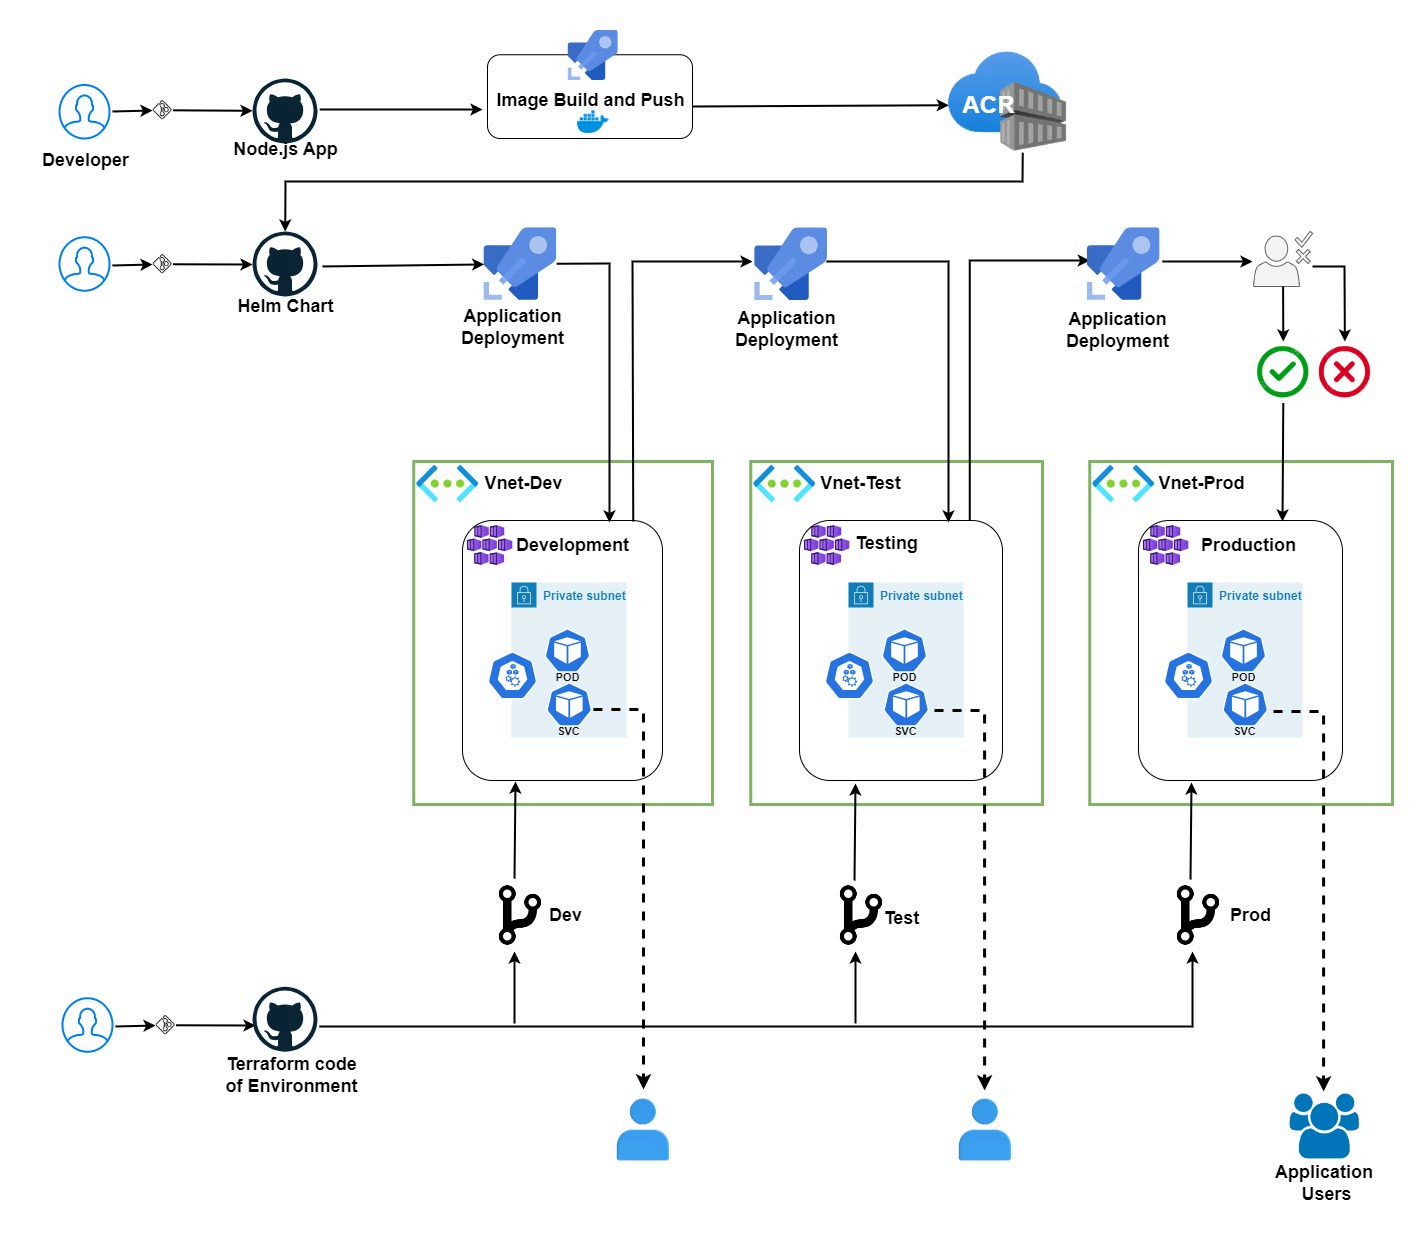 Image Build and Push
ACR
Developer
Node.js App
Helm Chart
Application
Deployment
Application
Deployment
Application
Deployment
Vnet-Dev
Vnet-Test
Vnet-Prod
Development
Testing
Production
Private subnet
Private subnet
Private subnet
POD
POD
POD
SVC
SVC
SVC
Dev
Test
Prod
Terraform code
of Environment
Application
Users